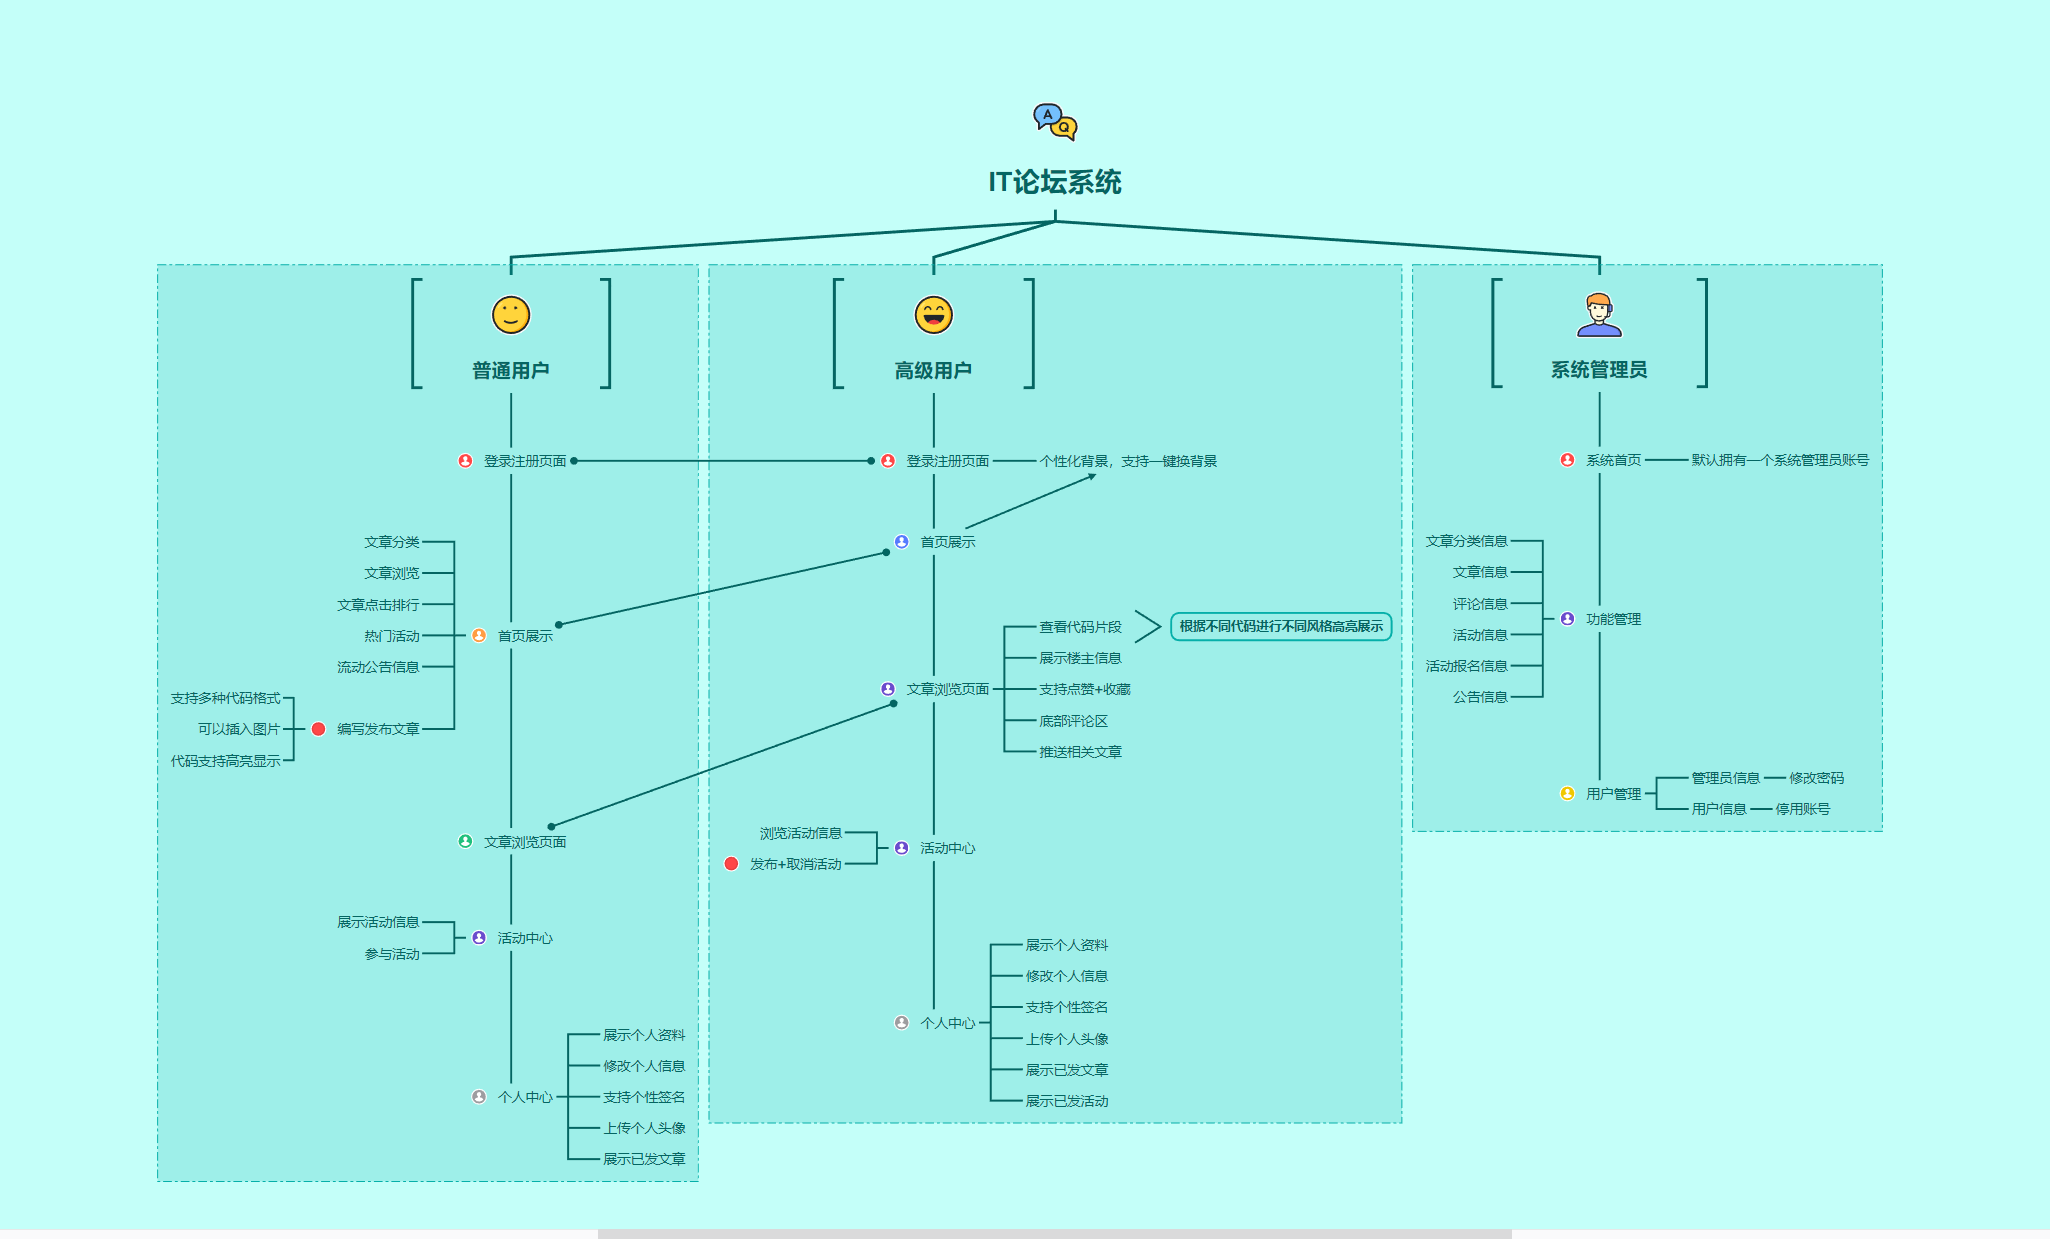 A
Q
IT论坛系统
普通用户
登录注册页面
文章分类
文章浏览
文章点击排行
热门活动
流动公告信息
首页展示
支持多种代码格式
可以插入图片
代码支持高亮显示
编写发布文章
文章浏览页面
展示活动信息
参与活动
活动中心
个人中心
展示个人资料
修改个人信息
支持个性签名
上传个人头像
展示已发文章
高级用户
登录注册页面
个性化背景，支持一键换背景
首页展示
文章浏览页面
查看代码片段
根据不同代码进行不同风格高亮展示
展示楼主信息
支持点赞+收藏
底部评论区
推送相关文章
浏览活动信息
发布+取消活动
活动中心
个人中心
展示个人资料
修改个人信息
支持个性签名
上传个人头像
展示已发文章
展示已发活动
系统管理员
系统首页
默认拥有一个系统管理员账号
文章分类信息
文章信息
评论信息
活动信息
活动报名信息
公告信息
功能管理
用户管理
管理员信息
修改密码
用户信息
停用账号